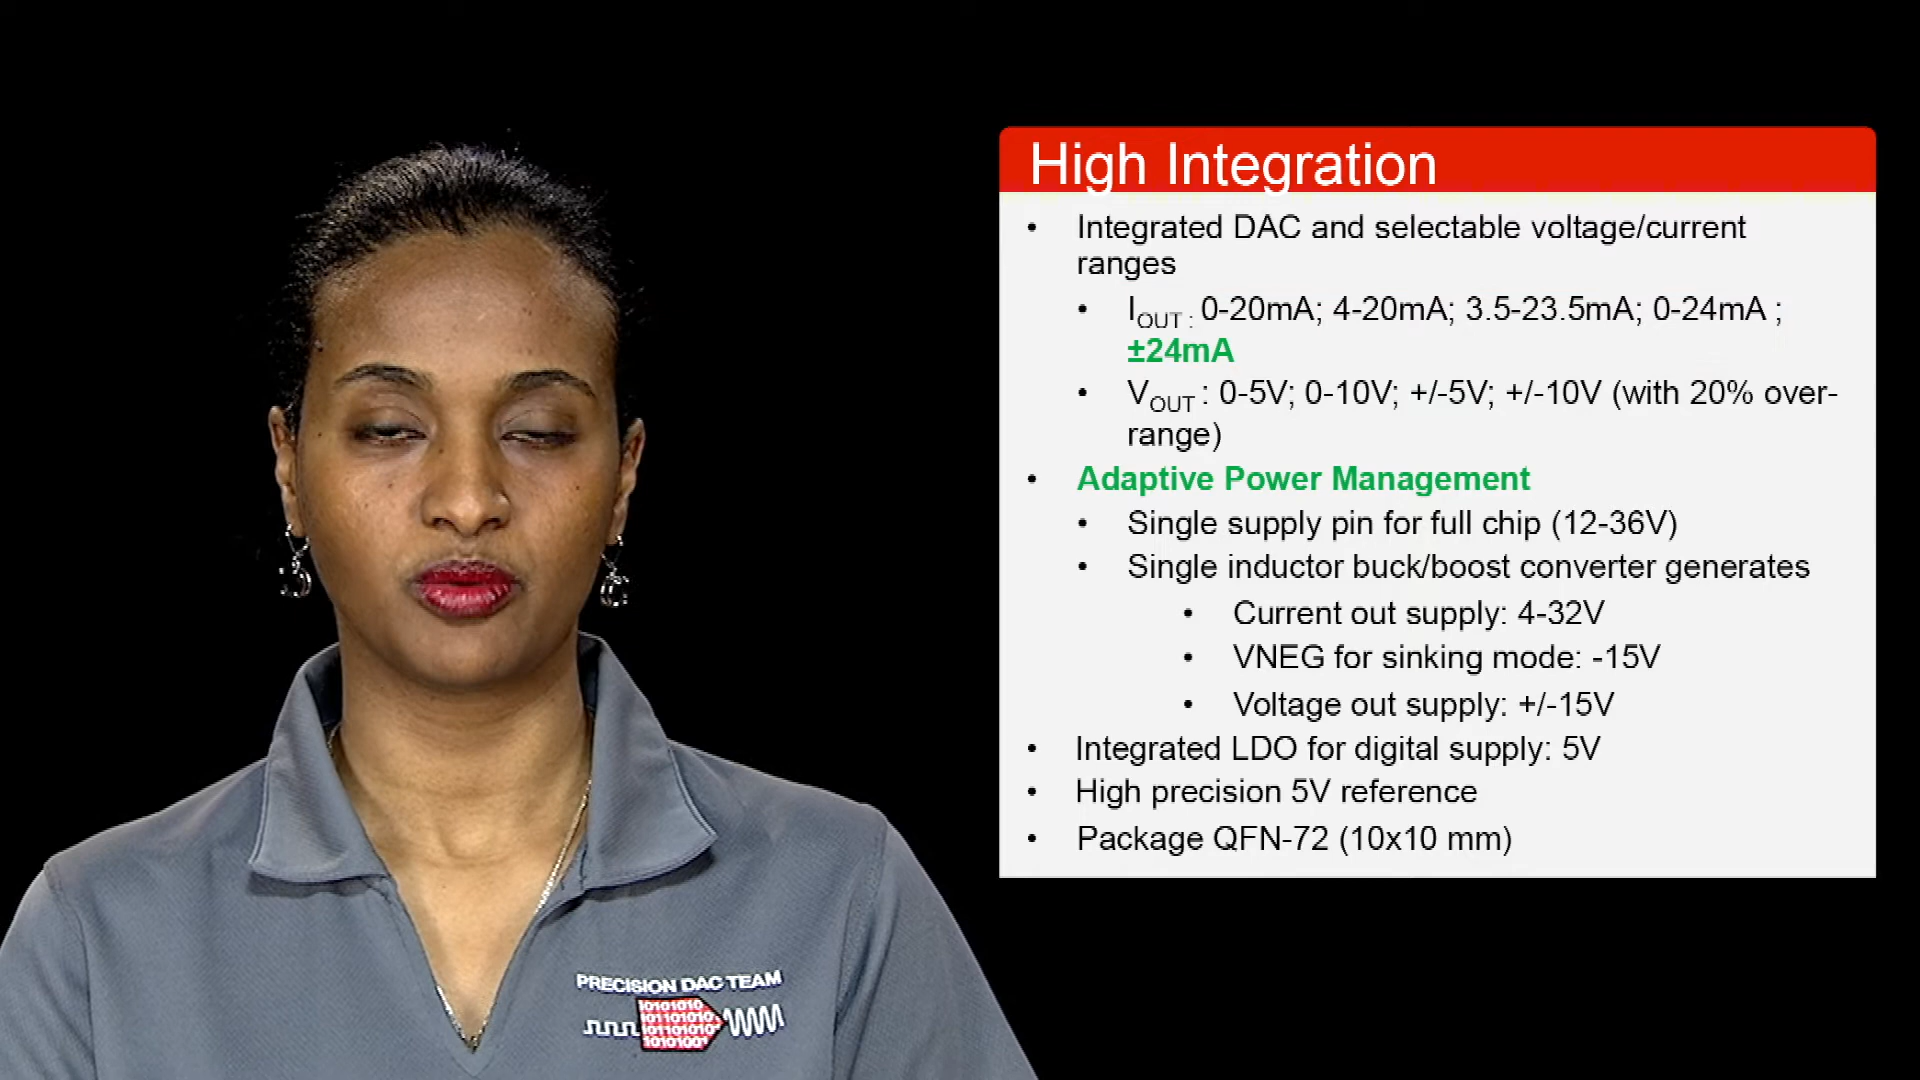 High Integration
• Integrated DAC and selectable voltage/current
ranges
• IOUT : 0-20mA; 4-20mA; 3.5-23.5mA; 0-24mA ;
±24mA
• VOUT : 0-5V; 0-10V; +/-5V; +/-10V (with 20% over-
range)
• Adaptive Power Management
• Single supply pin for full chip (12-36V)
• Single inductor buck/boost converter generates
• Current out supply: 4-32V
• VNEG for sinking mode: -15V
• Voltage out supply: +/-15V
• Integrated LDO for digital supply: 5V
• High precision 5V reference
• Package QFN-72 (10x10 mm)
PRECISION DAC TEAM
10101010
101101010
101101010
1010100